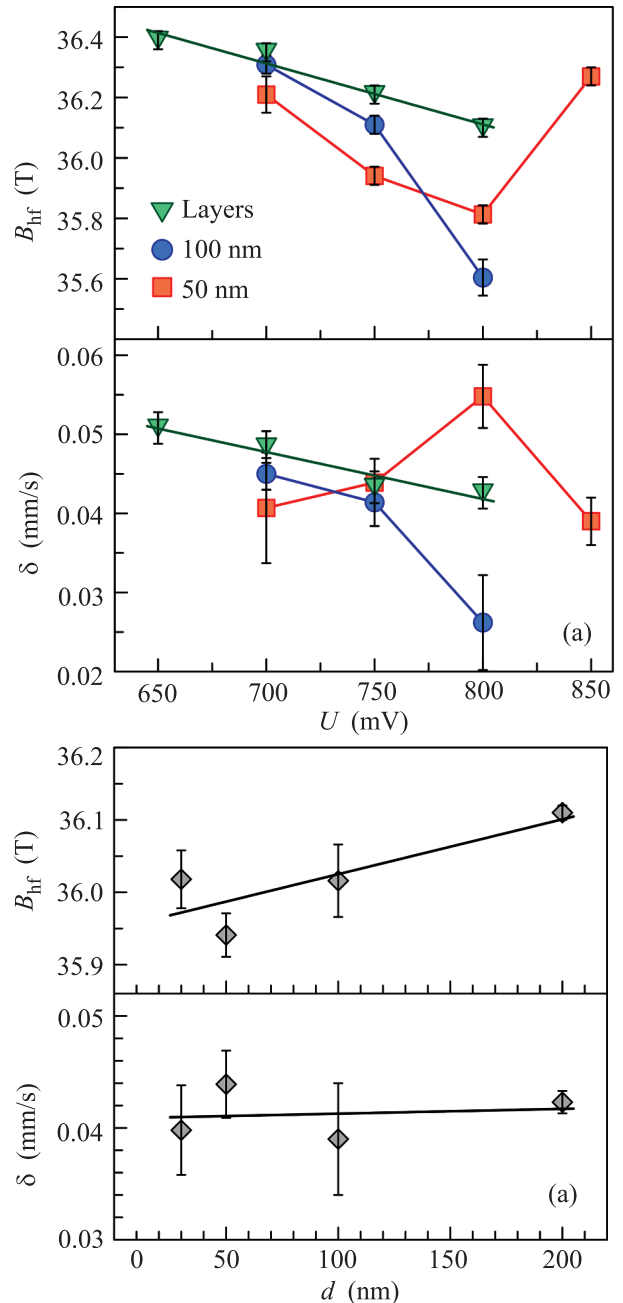 36.4
36.2
36.0
35.8
35.6
B_hf (T)
Layers
100 nm
50 nm
0.06
0.05
0.04
0.03
0.02
δ (mm/s)
(a)
650 700 750 800 850
U (mV)
36.2
36.1
36.0
35.9
B_hf (T)
0.05
0.04
0.03
δ (mm/s)
(a)
0 50 100 150 200
d (nm)